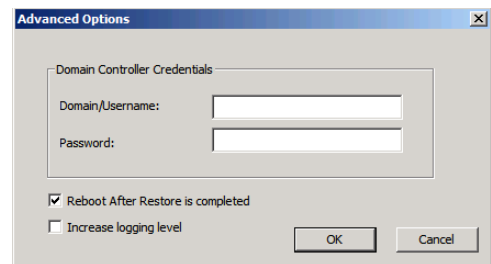 Advanced Options
Domain Controller Credentials
Domain/Username:
Password:
Reboot After Restore is completed
Increase logging level
OK Cancel